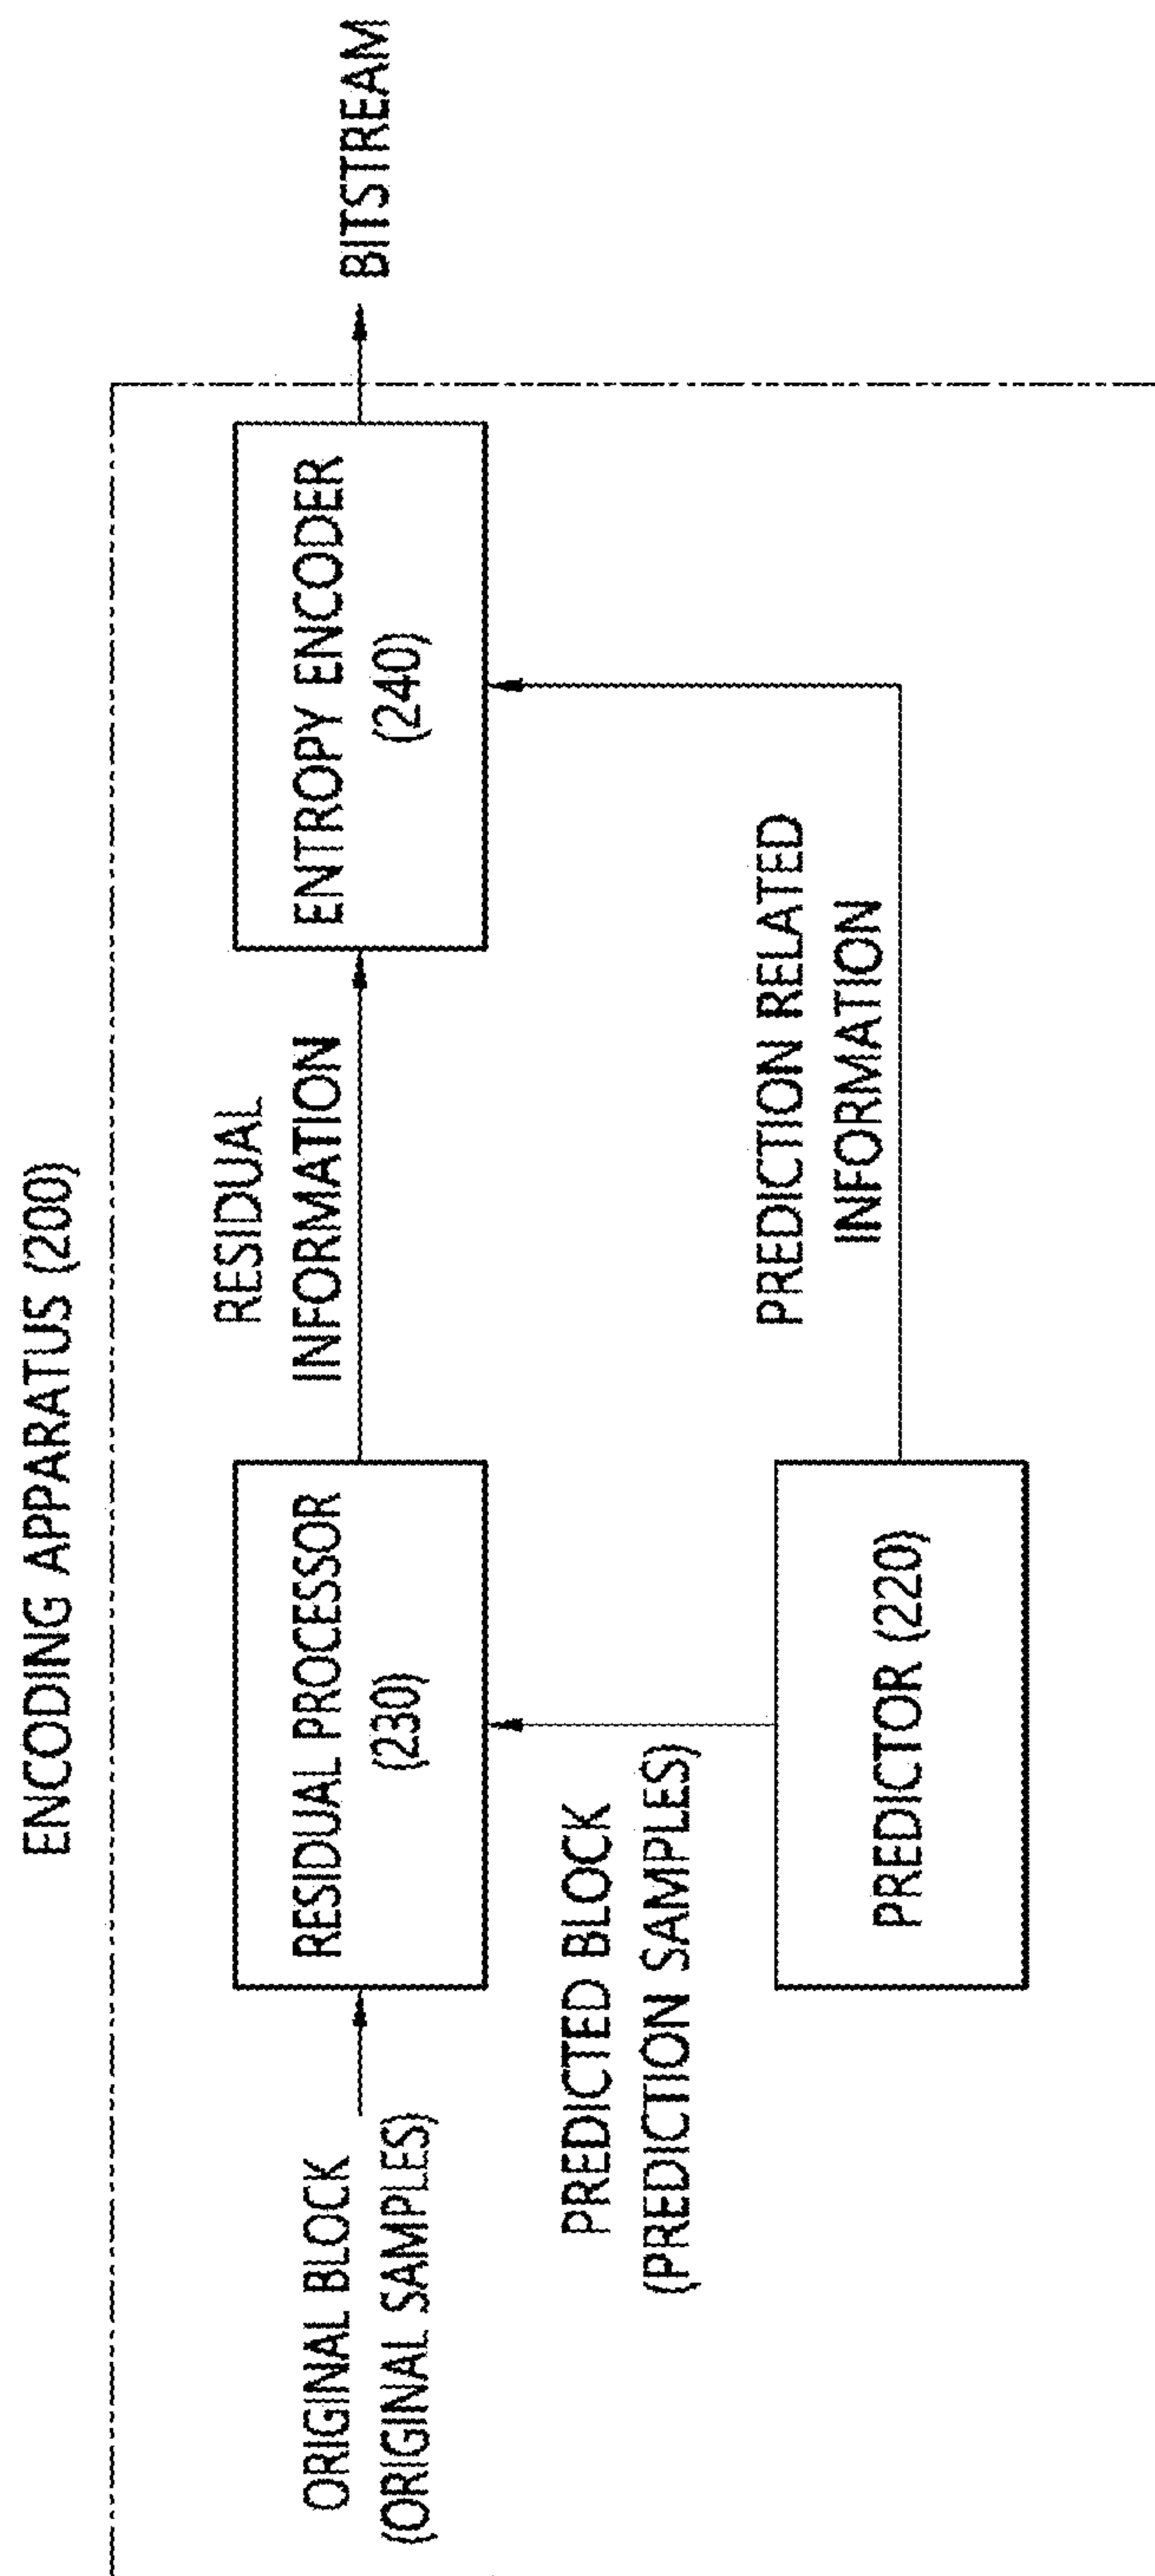 ENCODING APPARATUS (200)
ORIGINAL BLOCK
(ORIGINAL SAMPLES)
RESIDUAL PROCESSOR
(230)
RESIDUAL
INFORMATION
ENTROPY ENCODER
(240)
BITSTREAM
PREDICTED BLOCK
(PREDICTION SAMPLES)
PREDICTION RELATED
INFORMATION
PREDICTOR (220)